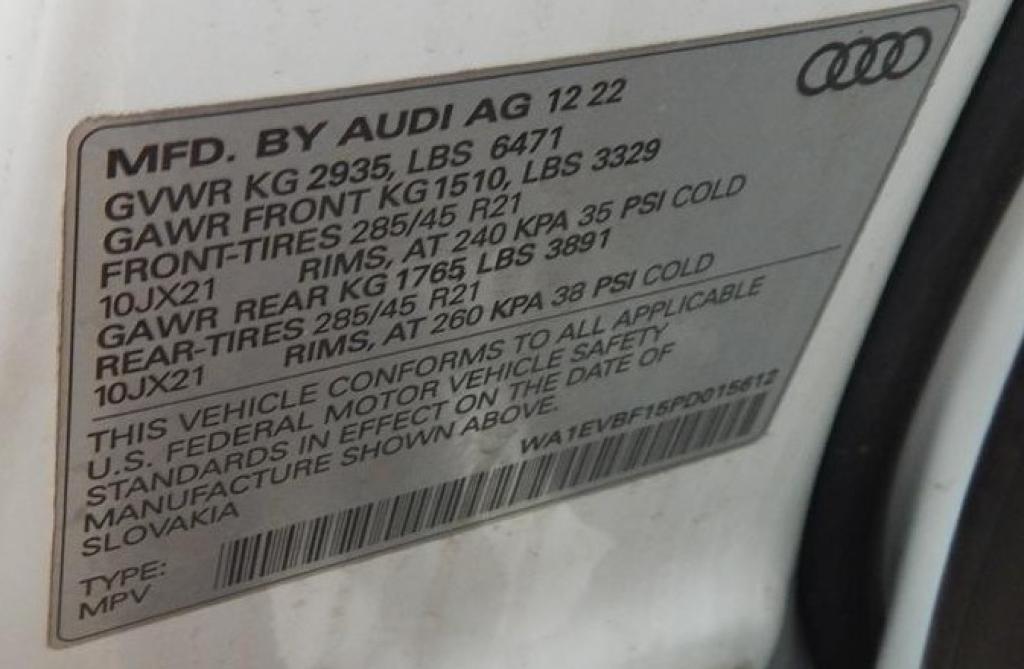 MFD. BY AUDI AG 12 22
GVWR KG 2935, LBS 6471
GAWR FRONT KG1510, LBS 3329
FRONT-TIRES 285/45 R21
10JX21 RIMS, AT 240 KPA 35 PSI COLD
GAWR REAR KG 1765 LBS 3891
REAR-TIRES 285/45 R21
10JX21 RIMS, AT 260 KPA 38 PSI COLD
THIS VEHICLE CONFORMS TO ALL APPLICABLE
U.S. FEDERAL MOTOR VEHICLE SAFETY
STANDARDS IN EFFECT ON THE DATE OF
MANUFACTURE SHOWN ABOVE.
SLOVAKIA
WA1EVBF15PD015612
TYPE:
MPV